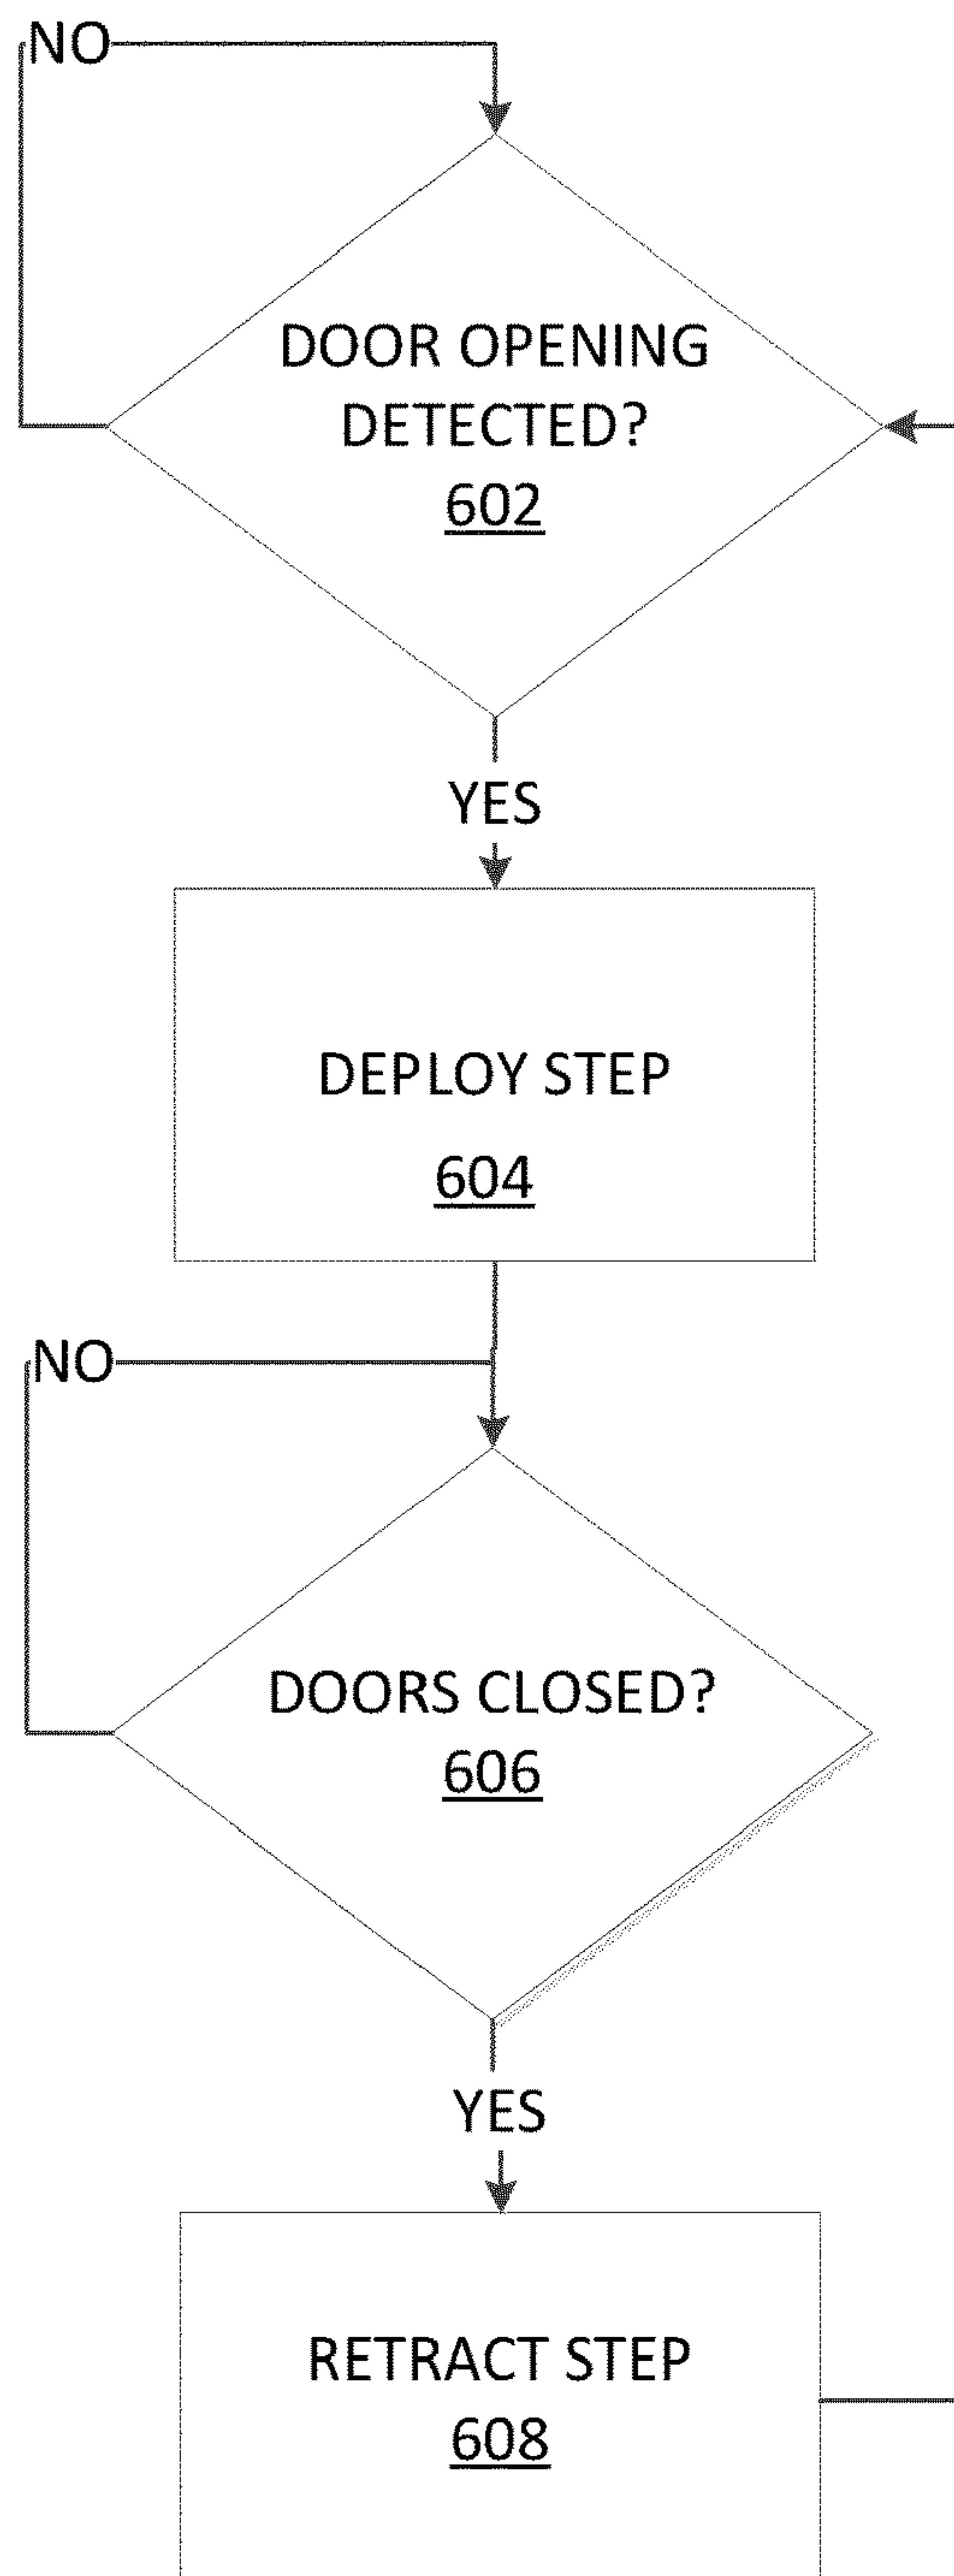 NO
DOOR OPENING
DETECTED?
602
YES
DEPLOY STEP
604
NO
DOORS CLOSED?
606
YES
RETRACT STEP
608